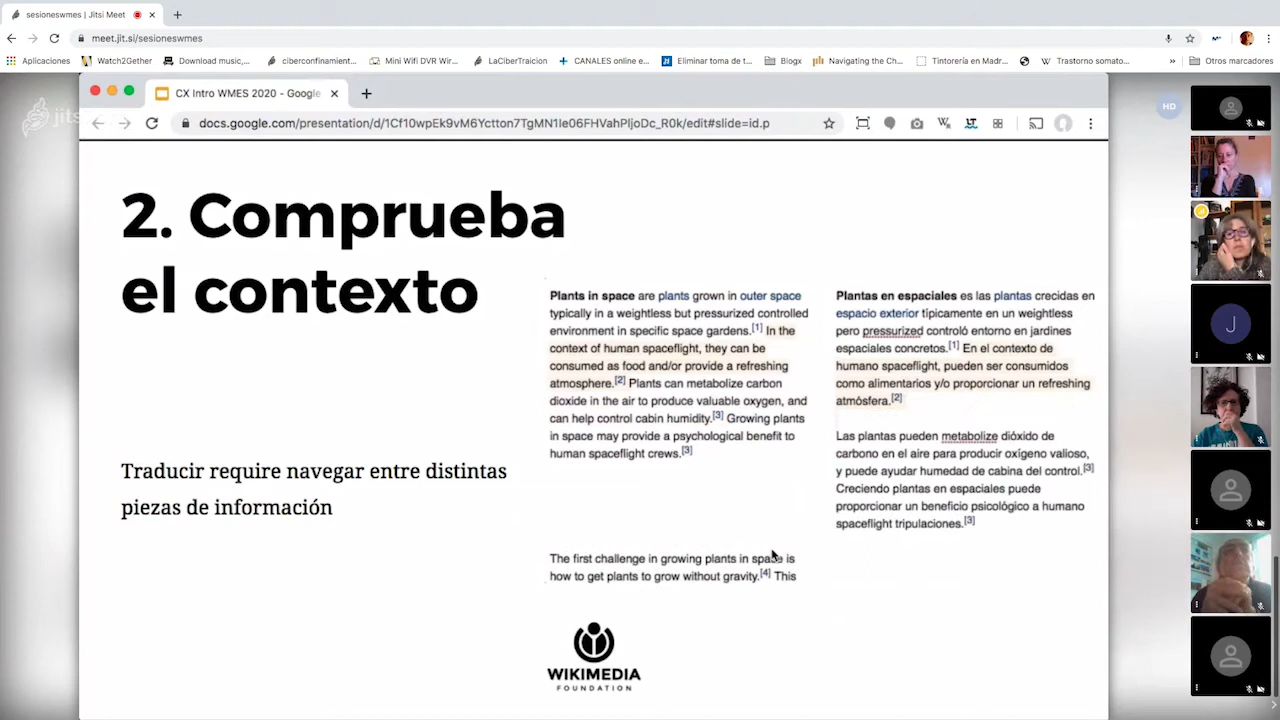 sesioneswmes | Jitsi Meet
meet.jit.si/sesioneswmes
Aplicaciones
Watch2Gether
Download music,...
ciberconfinamient...
Mini Wifi DVR Wir...
LaCiberTraicion
CANALES online e...
Eliminar toma de t...
Blogx
Navigating the Ch...
Tintorería en Madr...
Trastorno somato...
»
Otros marcadores
jits
HD
CX Intro WMES 2020 - Google
docs.google.com/presentation/d/1Cf10wpEk9vM6Yctton7TgMN1Ie06FHVahPljoDc_R0k/edit#slide=id.p
2. Comprueba
el contexto
Traducir require navegar entre distintas
piezas de información
Plants in space are plants grown in outer space
typically in a weightless but pressurized controlled
environment in specific space gardens.[1] In the
context of human spaceflight, they can be
consumed as food and/or provide a refreshing
atmosphere.[2] Plants can metabolize carbon
dioxide in the air to produce valuable oxygen, and
can help control cabin humidity.[3] Growing plants
in space may provide a psychological benefit to
human spaceflight crews.[3]
The first challenge in growing plants in space is
how to get plants to grow without gravity.[4] This
Plantas en espaciales es las plantas crecidas en
espacio exterior típicamente en un weightless
pero pressurized controló entorno en jardines
espaciales concretos.[1] En el contexto de
humano spaceflight, pueden ser consumidos
como alimentarios y/o proporcionar un refreshing
atmósfera.[2]
Las plantas pueden metabolize dióxido de
carbono en el aire para producir oxígeno valioso,
y puede ayudar humedad de cabina del control.[3]
Creciendo plantas en espaciales puede
proporcionar un beneficio psicológico a humano
spaceflight tripulaciones.[3]
WIKIMEDIA
FOUNDATION
J